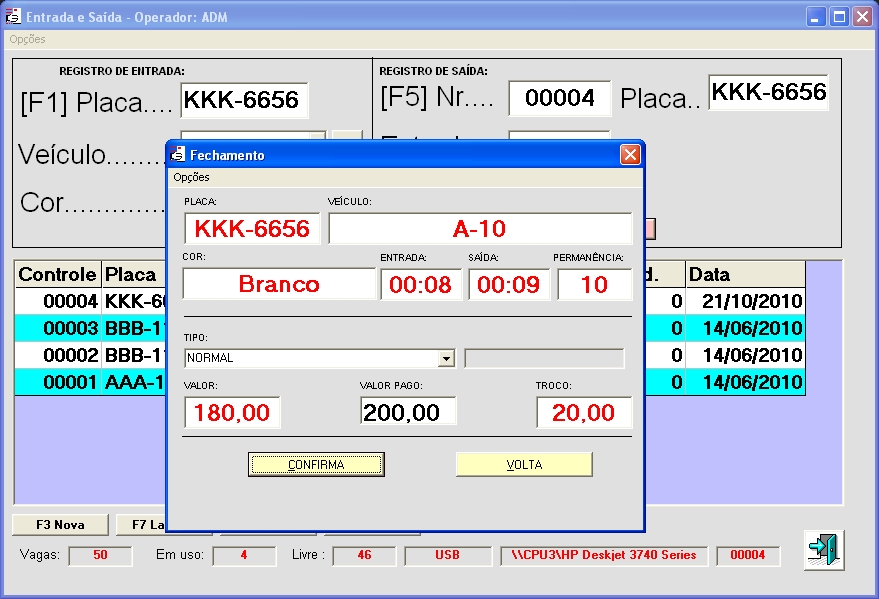 Entrada e Saída - Operador: ADM
Opções
REGISTRO DE ENTRADA:
REGISTRO DE SAÍDA:
[F1] Placa.... KKK-6656
[F5] Nr.... 00004 Placa.. KKK-6656
Veículo........
Cor.............
Fechamento
Opções
PLACA: VEÍCULO:
KKK-6656 A-10
COR: ENTRADA: SAÍDA: PERMANÊNCIA:
Branco 00:08 00:09 10
TIPO:
NORMAL
VALOR: VALOR PAGO: TROCO:
180,00 200,00 20,00
CONFIRMA VOLTA
Controle Placa d. Data
00004 KKK-6 0 21/10/2010
00003 BBB-1 0 14/06/2010
00002 BBB-1 0 14/06/2010
00001 AAA-1 0 14/06/2010
F3 Nova F7 La
Vagas: 50 Em uso: 4 Livre : 46 USB \\CPU3\HP Deskjet 3740 Series 00004